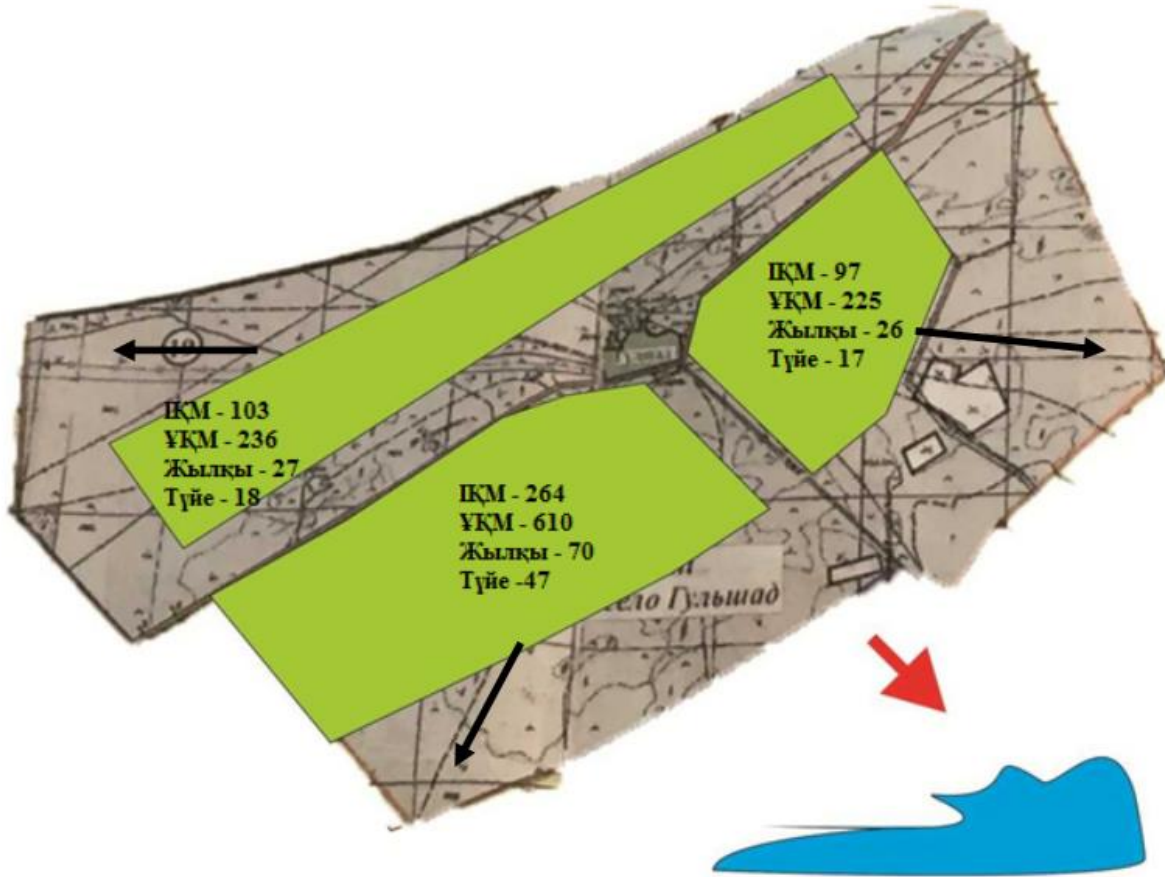 ІҚМ - 97
ҰҚМ - 225
Жылқы - 26
Түйе - 17
ГУЛЬШАД
10
ІҚМ - 103
ҰҚМ - 236
Жылқы - 27
Түйе - 18
ІҚМ - 264
ҰҚМ - 610
Жылқы - 70
Түйе -47
село Гульшад